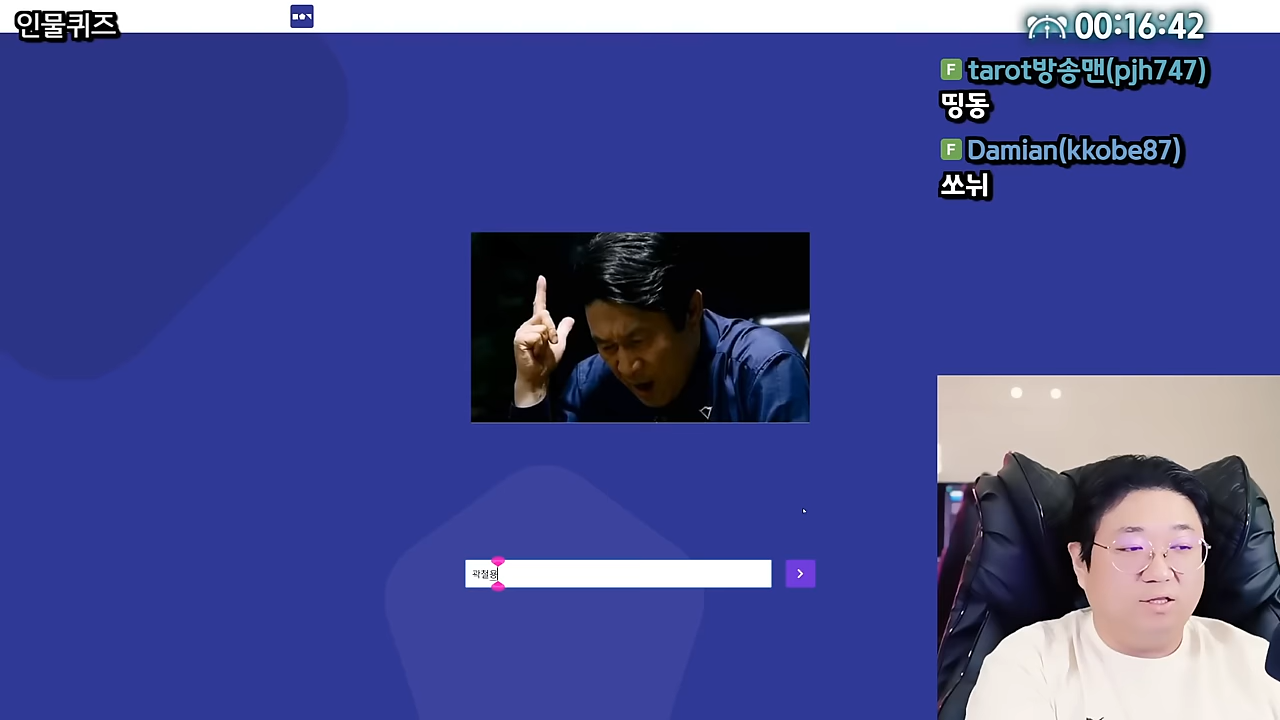 인물퀴즈
00:16:42
F tarot방송맨(pjh747)
띵동
F Damian(kkobe87)
쏘뉘
곽철용